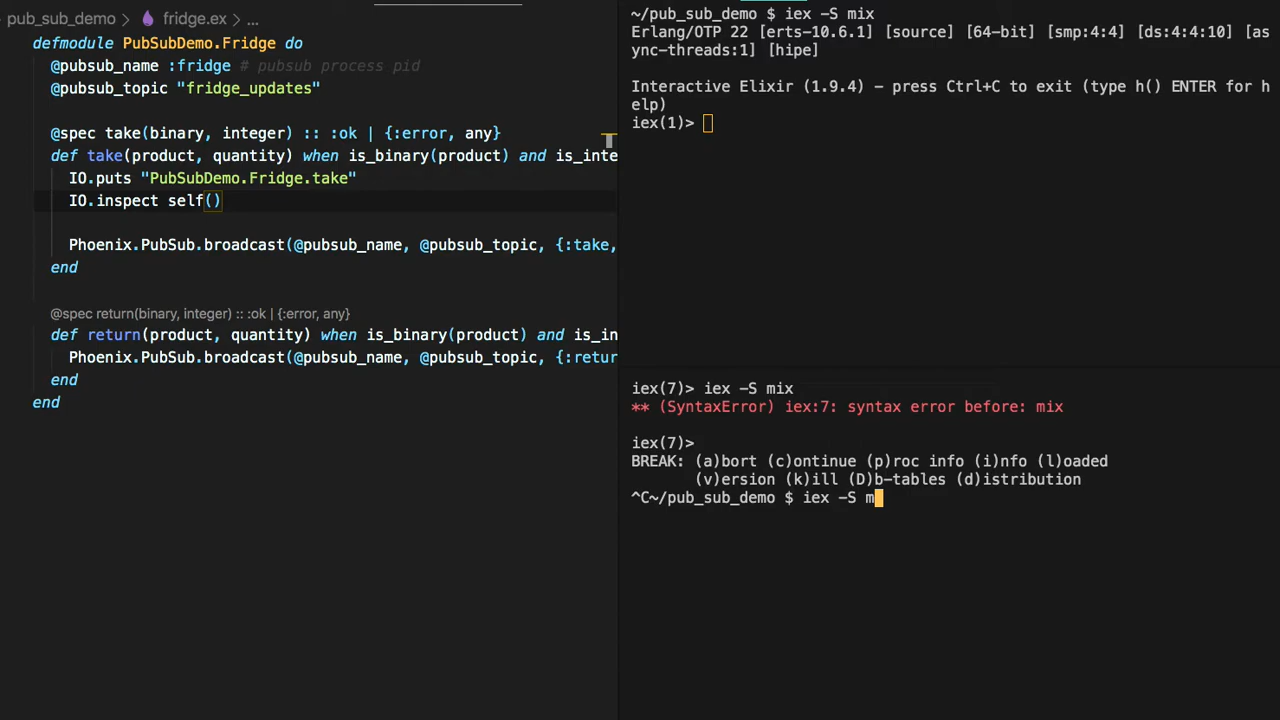 pub_sub_demo > fridge.ex > ...
defmodule PubSubDemo.Fridge do
@pubsub_name :fridge # pubsub process pid
@pubsub_topic "fridge_updates"
@spec take(binary, integer) :: :ok | {:error, any}
def take(product, quantity) when is_binary(product) and is_inte
IO.puts "PubSubDemo.Fridge.take"
IO.inspect self()
Phoenix.PubSub.broadcast(@pubsub_name, @pubsub_topic, {:take,
end
@spec return(binary, integer) :: :ok | {:error, any}
def return(product, quantity) when is_binary(product) and is_in
Phoenix.PubSub.broadcast(@pubsub_name, @pubsub_topic, {:retur
end
end
~/pub_sub_demo $ iex -S mix
Erlang/OTP 22 [erts-10.6.1] [source] [64-bit] [smp:4:4] [ds:4:4:10] [as
ync-threads:1] [hipe]
Interactive Elixir (1.9.4) - press Ctrl+C to exit (type h() ENTER for h
elp)
iex(1)>
iex(7)> iex -S mix
** (SyntaxError) iex:7: syntax error before: mix
iex(7)>
BREAK: (a)bort (c)ontinue (p)roc info (i)nfo (l)oaded
(v)ersion (k)ill (D)b-tables (d)istribution
^C~/pub_sub_demo $ iex -S m